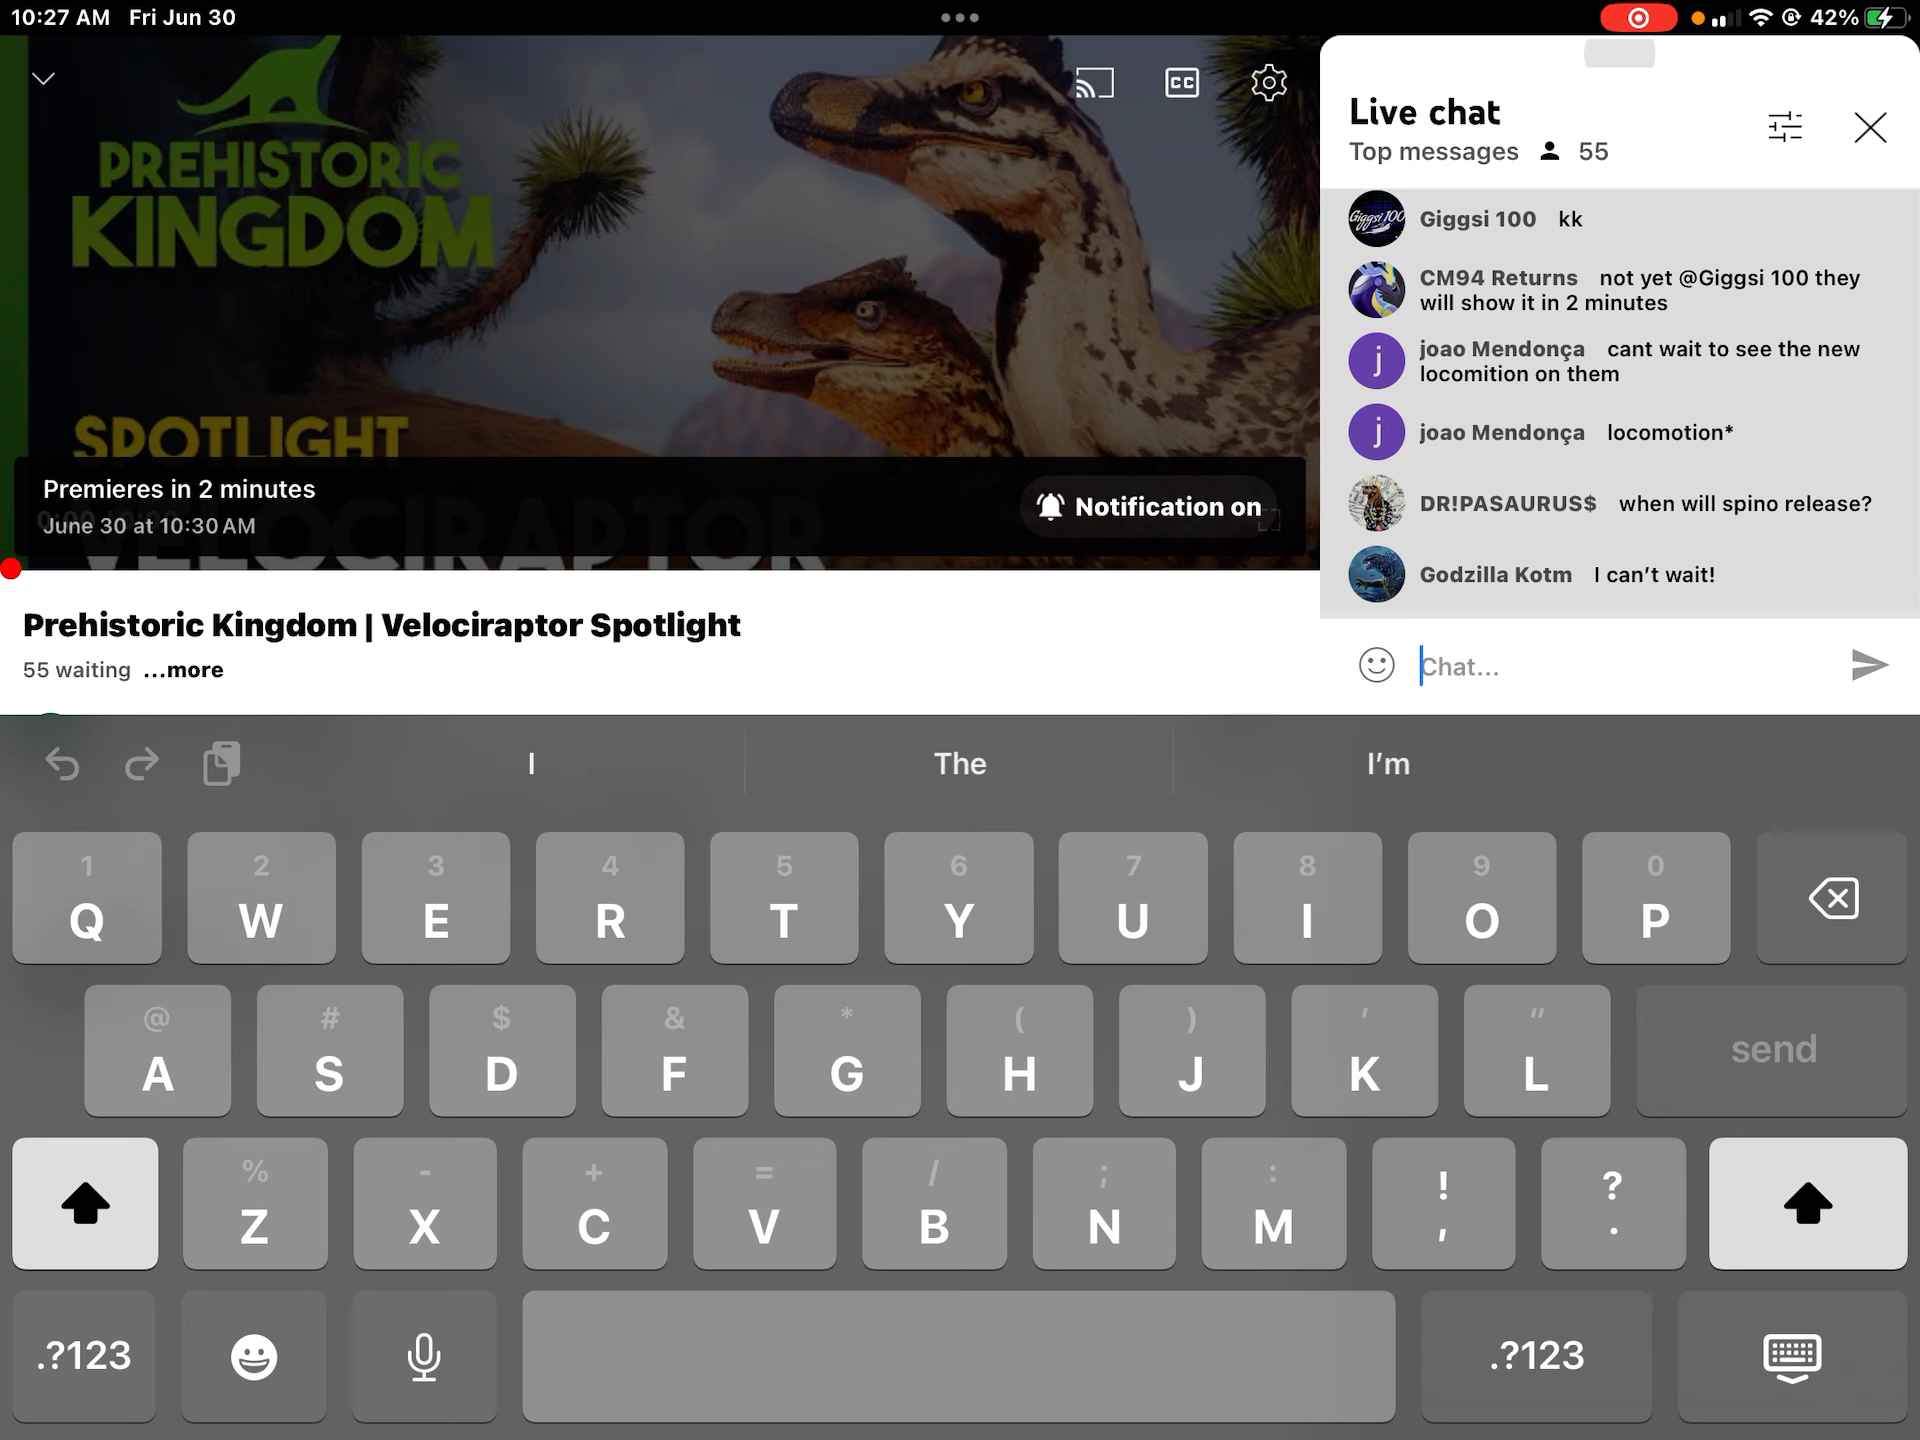 10:27 AM Fri Jun 30
42%
PREHISTORIC
KINGDOM
SPOTLIGHT
VELOCIRAPTOR
Premieres in 2 minutes
June 30 at 10:30 AM
Notification on
Prehistoric Kingdom | Velociraptor Spotlight
55 waiting ...more
Live chat
Top messages 55
Giggsi 100 kk
CM94 Returns not yet @Giggsi 100 they
will show it in 2 minutes
joao Mendonça cant wait to see the new
locomition on them
joao Mendonça locomotion*
DR!PASAURUS$ when will spino release?
Godzilla Kotm I can’t wait!
Chat...
I The I’m
1 2 3 4 5 6 7 8 9 0
Q W E R T Y U I O P
@ # $ & * ( ) ' "
A S D F G H J K L send
% - + = / ; : ! ?
Z X C V B N M , .
.?123 .?123